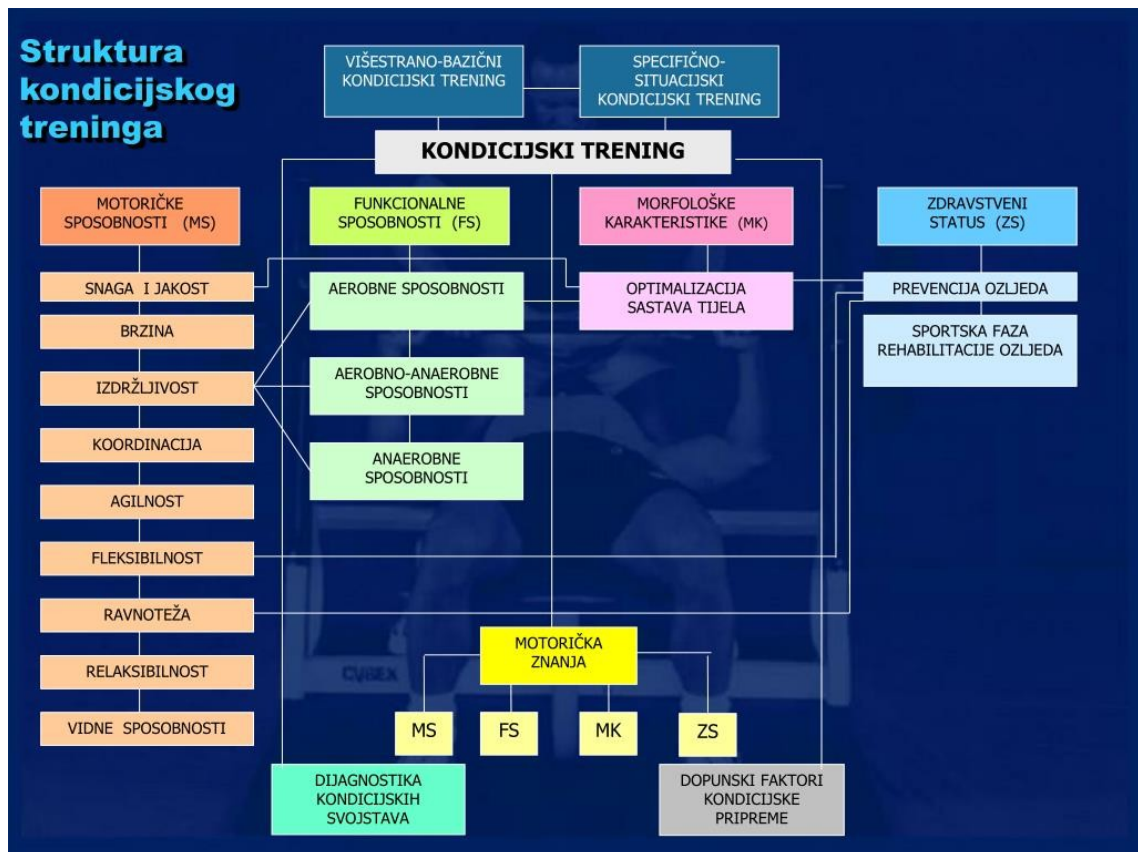 Struktura
kondicijskog
treninga
VIŠESTRANO-BAZIČNI
KONDICIJSKI TRENING
SPECIFIČNO-
SITUACIJSKI
KONDICIJSKI TRENING
KONDICIJSKI TRENING
MOTORIČKE
SPOSOBNOSTI (MS)
FUNKCIONALNE
SPOSOBNOSTI (FS)
MORFOLOŠKE
KARAKTERISTIKE (MK)
ZDRAVSTVENI
STATUS (ZS)
SNAGA I JAKOST
BRZINA
IZDRŽLJIVOST
KOORDINACIJA
AGILNOST
FLEKSIBILNOST
RAVNOTEŽA
RELAKSIBILNOST
VIDNE SPOSOBNOSTI
AEROBNE SPOSOBNOSTI
AEROBNO-ANAEROBNE
SPOSOBNOSTI
ANAEROBNE
SPOSOBNOSTI
OPTIMALIZACIJA
SASTAVA TIJELA
PREVENCIJA OZLJEDA
SPORTSKA FAZA
REHABILITACIJE OZLJEDA
MOTORIČKA
ZNANJA
MS
FS
MK
ZS
DIJAGNOSTIKA
KONDICIJSKIH
SVOJSTAVA
DOPUNSKI FAKTORI
KONDICIJSKE
PRIPREME
CYBEX